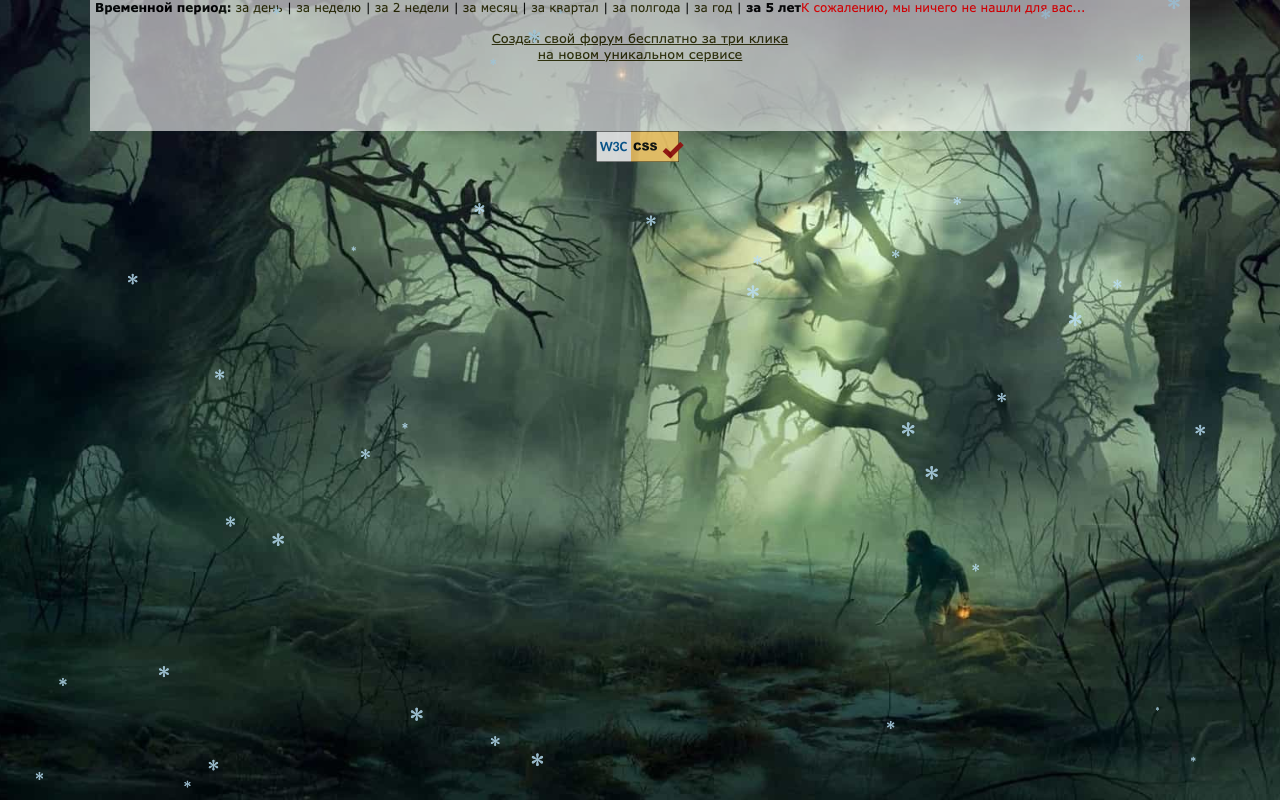 Временной период: за день | за неделю | за 2 недели | за месяц | за квартал | за полгода | за год | за 5 летК сожалению, мы ничего не нашли для вас...
Создай свой форум бесплатно за три клика
на новом уникальном сервисе
W3C css